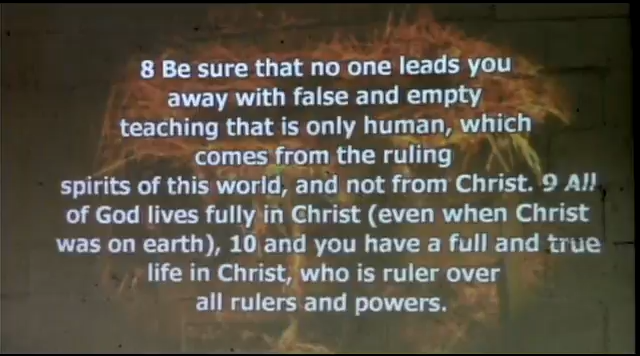 8 Be sure that no one leads you
away with false and empty
teaching that is only human, which
comes from the ruling
spirits of this world, and not from Christ. 9 All
of God lives fully in Christ (even when Christ
was on earth), 10 and you have a full and true
life in Christ, who is ruler over
all rulers and powers.